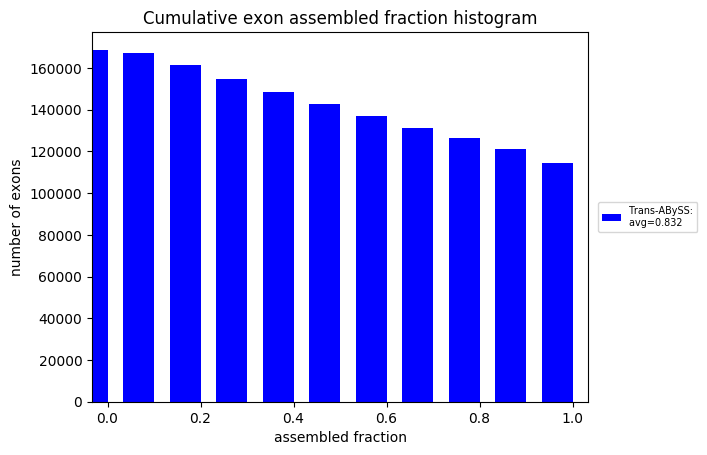 Cumulative exon assembled fraction histogram
number of exons
160000
140000
120000
100000
80000
60000
40000
20000
0
0.0 0.2 0.4 0.6 0.8 1.0
assembled fraction
Trans-ABySS:
avg=0.832